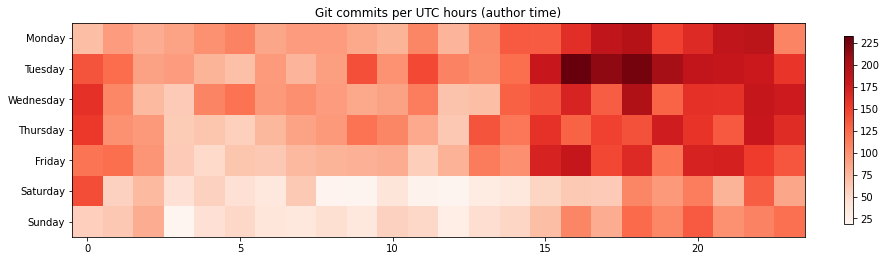 Git commits per UTC hours (author time)
Monday
Tuesday
Wednesday
Thursday
Friday
Saturday
Sunday
0 5 10 15 20
225
200
175
150
125
100
75
50
25